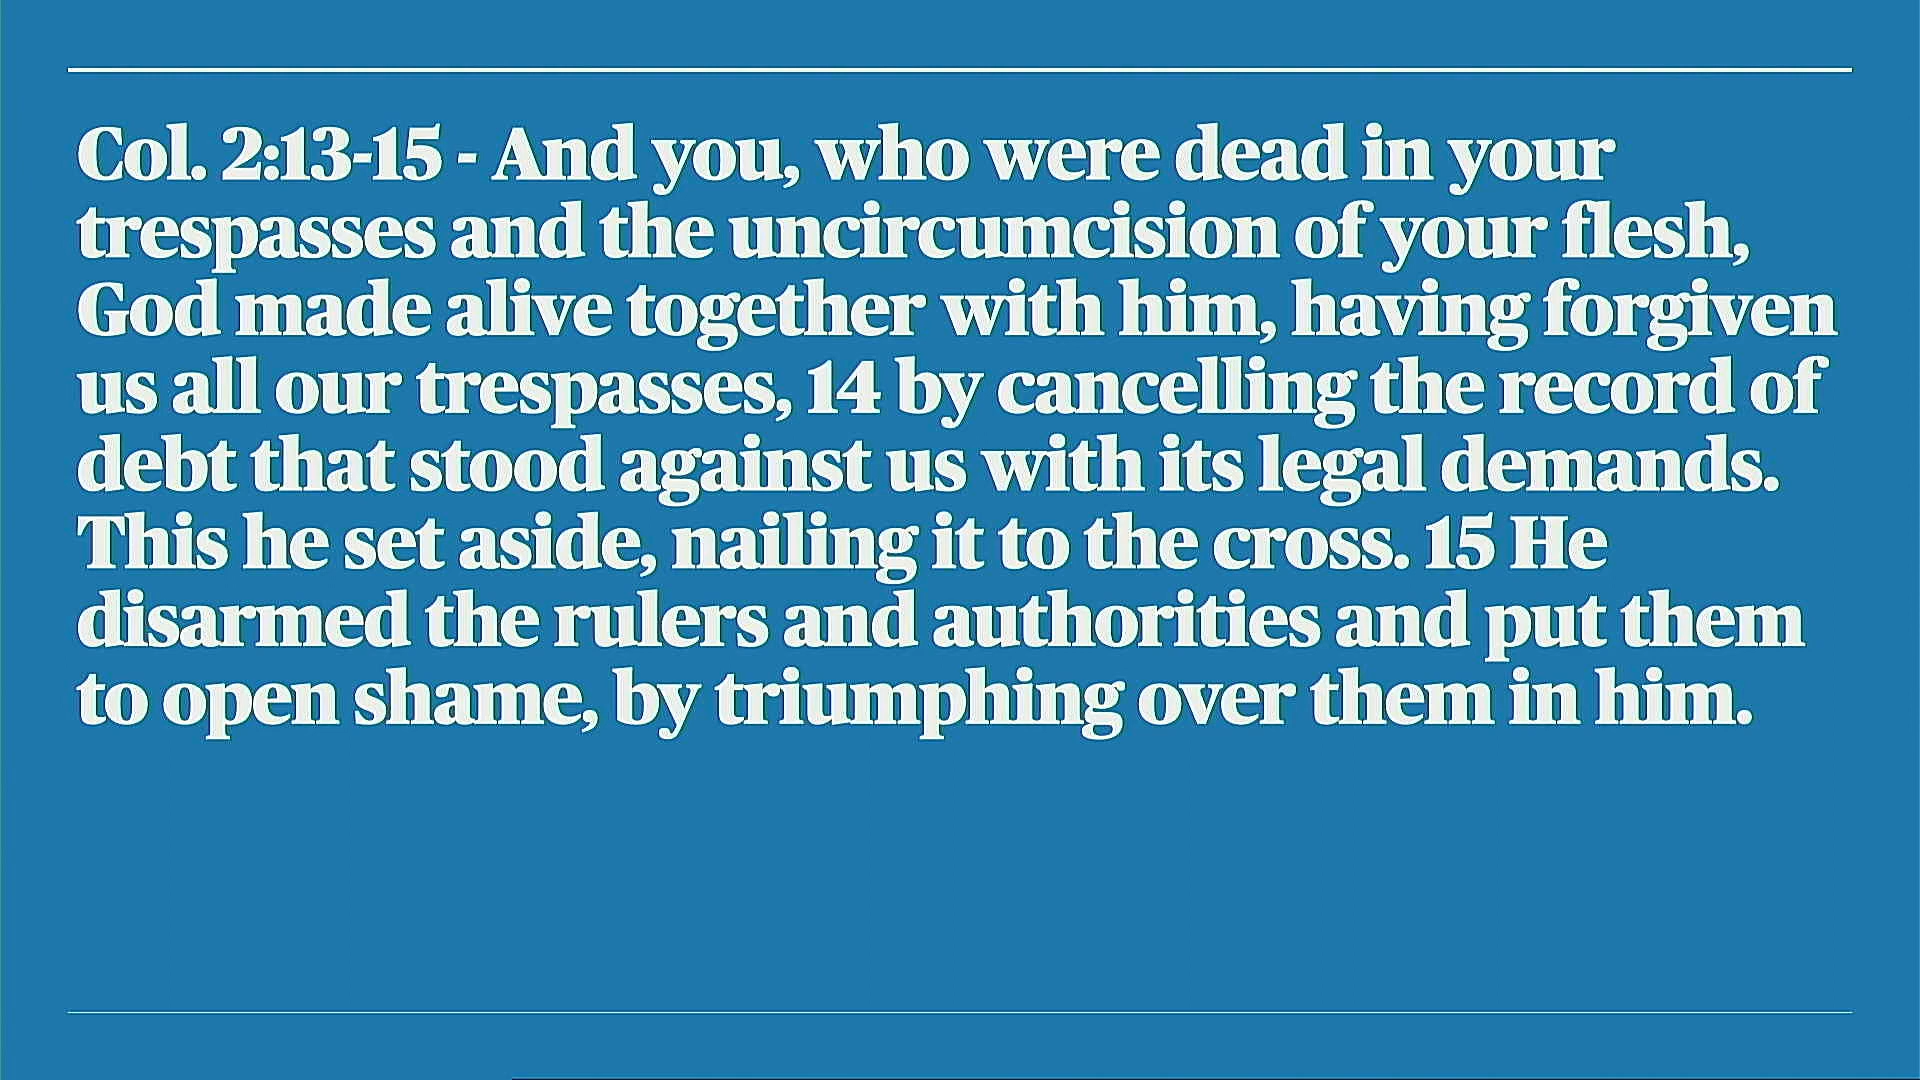 Col. 2:13-15 - And you, who were dead in your
trespasses and the uncircumcision of your flesh,
God made alive together with him, having forgiven
us all our trespasses, 14 by cancelling the record of
debt that stood against us with its legal demands.
This he set aside, nailing it to the cross. 15 He
disarmed the rulers and authorities and put them
to open shame, by triumphing over them in him.